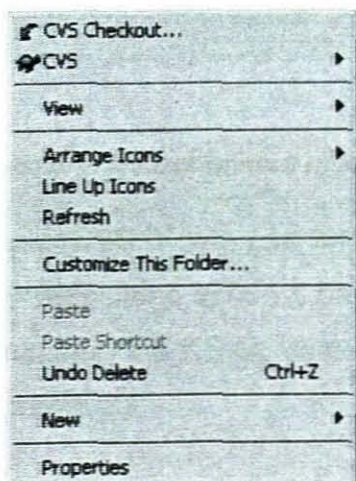 CVS Checkout...
CVS
View
Arrange Icons
Line Up Icons
Refresh
Customize This Folder...
Paste
Paste Shortcut
Undo Delete Ctrl+Z
New
Properties